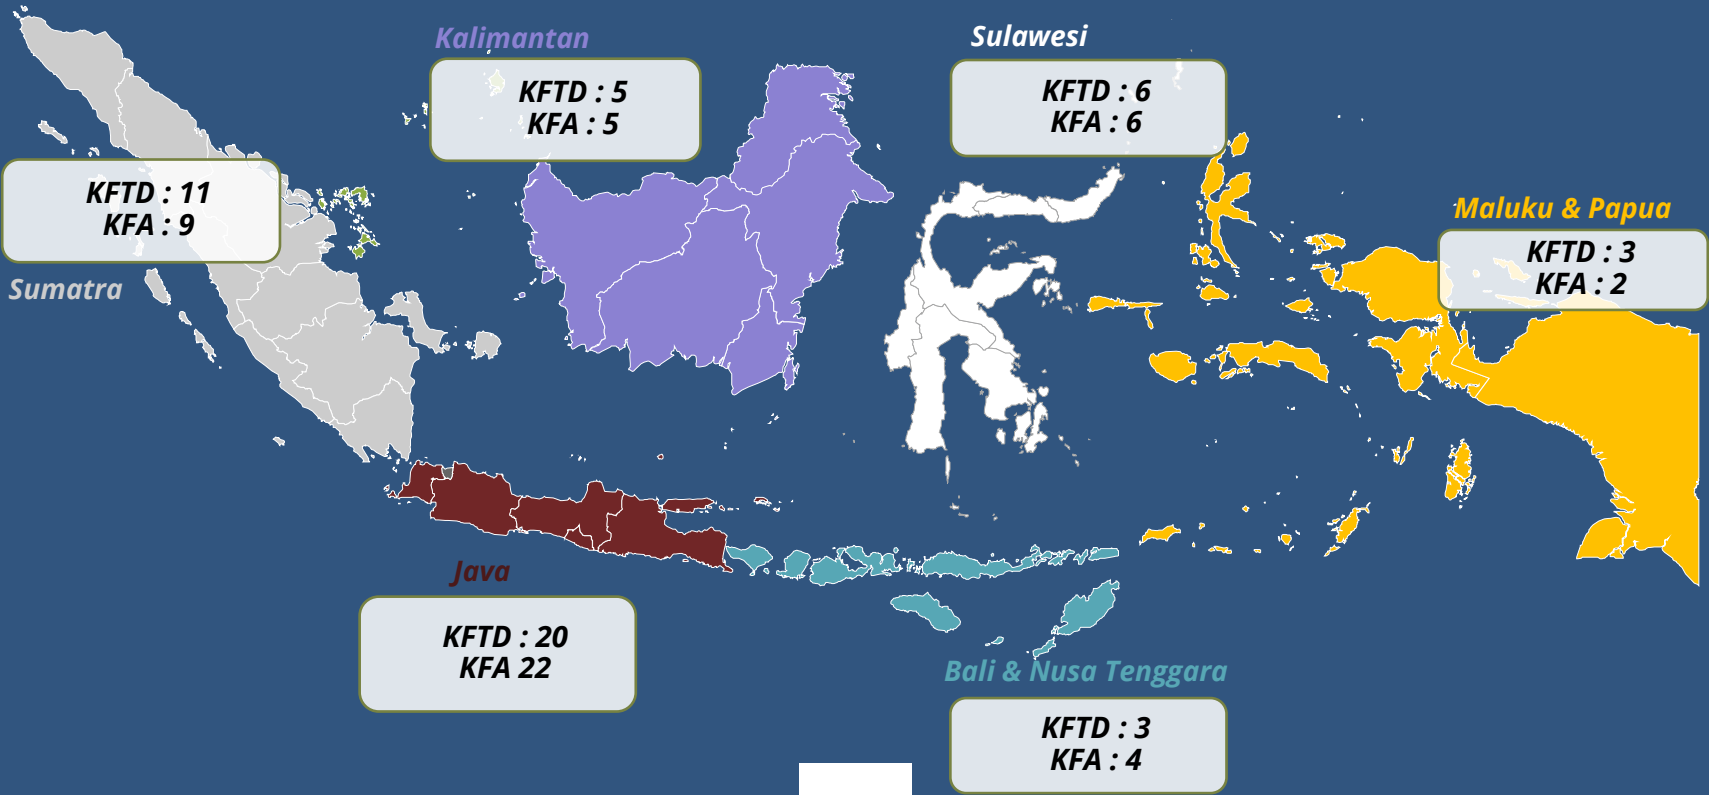 Kalimantan
KFTD : 5
KFA : 5
Sulawesi
KFTD : 6
KFA : 6
KFTD : 11
KFA : 9
Sumatra
Maluku & Papua
KFTD : 3
KFA : 2
Java
KFTD : 20
KFA 22
Bali & Nusa Tenggara
KFTD : 3
KFA : 4